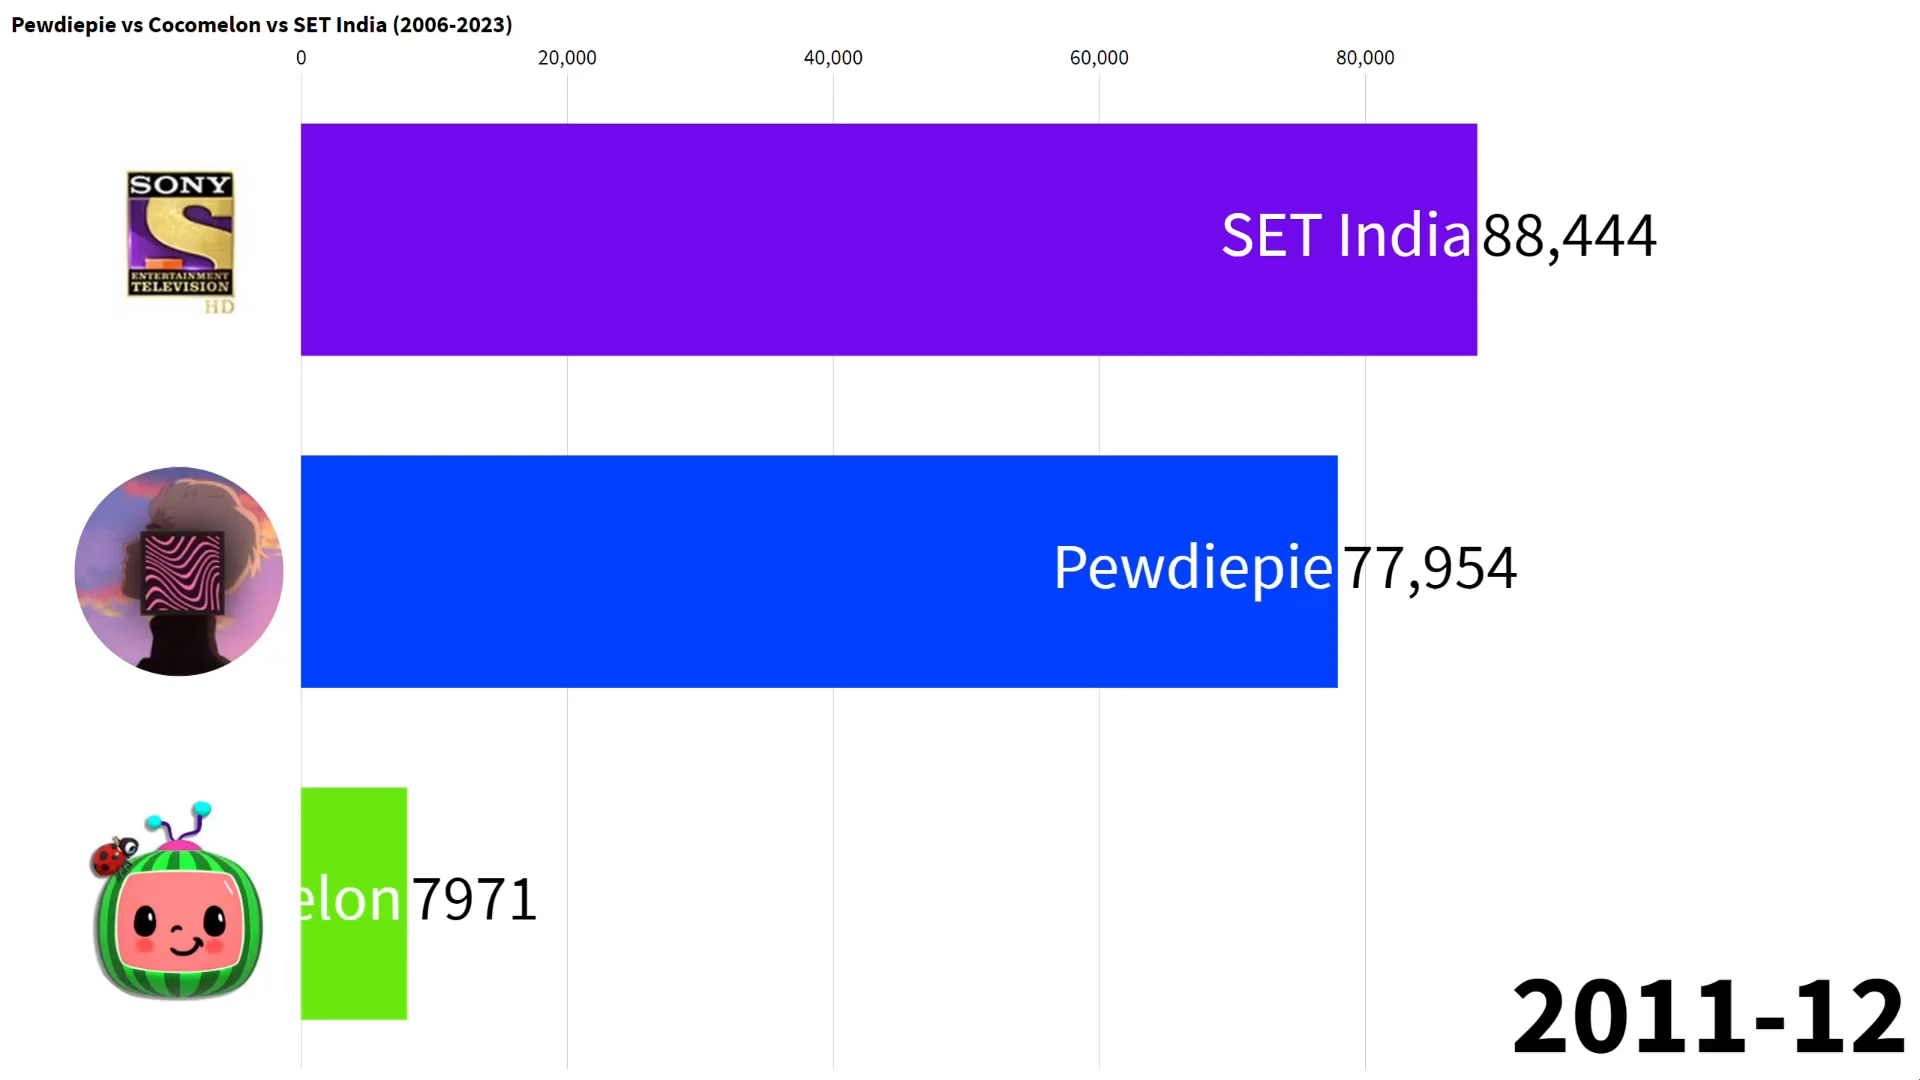 Pewdiepie vs Cocomelon vs SET India (2006-2023)
0 20,000 40,000 60,000 80,000
SONY
ENTERTAINMENT
TELEVISION
HD
SET India 88,444
Pewdiepie 77,954
elon 7971
2011-12